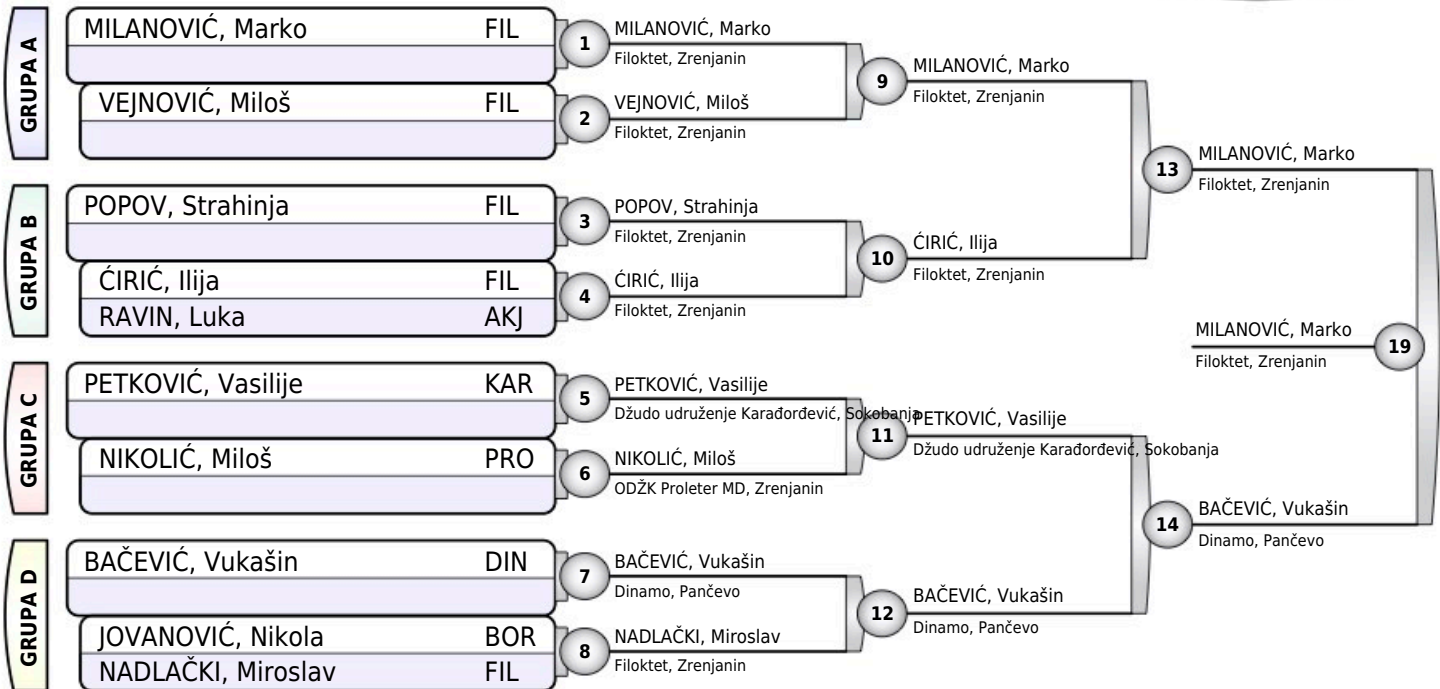 GRUPA A
MILANOVIĆ, Marko FIL
VEJNOVIĆ, Miloš FIL
GRUPA B
POPOV, Strahinja FIL
ĆIRIĆ, Ilija FIL
RAVIN, Luka AKJ
GRUPA C
PETKOVIĆ, Vasilije KAR
NIKOLIĆ, Miloš PRO
GRUPA D
BAČEVIĆ, Vukašin DIN
JOVANOVIĆ, Nikola BOR
NADLAČKI, Miroslav FIL
1
MILANOVIĆ, Marko
Filoktet, Zrenjanin
2
VEJNOVIĆ, Miloš
Filoktet, Zrenjanin
3
POPOV, Strahinja
Filoktet, Zrenjanin
4
ĆIRIĆ, Ilija
Filoktet, Zrenjanin
5
PETKOVIĆ, Vasilije
Džudo udruženje Karađorđević, Sokobanja
6
NIKOLIĆ, Miloš
ODŽK Proleter MD, Zrenjanin
7
BAČEVIĆ, Vukašin
Dinamo, Pančevo
8
NADLAČKI, Miroslav
Filoktet, Zrenjanin
9
MILANOVIĆ, Marko
Filoktet, Zrenjanin
10
ĆIRIĆ, Ilija
Filoktet, Zrenjanin
11
PETKOVIĆ, Vasilije
Džudo udruženje Karađorđević, Sokobanja
12
BAČEVIĆ, Vukašin
Dinamo, Pančevo
13
MILANOVIĆ, Marko
Filoktet, Zrenjanin
14
BAČEVIĆ, Vukašin
Dinamo, Pančevo
MILANOVIĆ, Marko
Filoktet, Zrenjanin
19